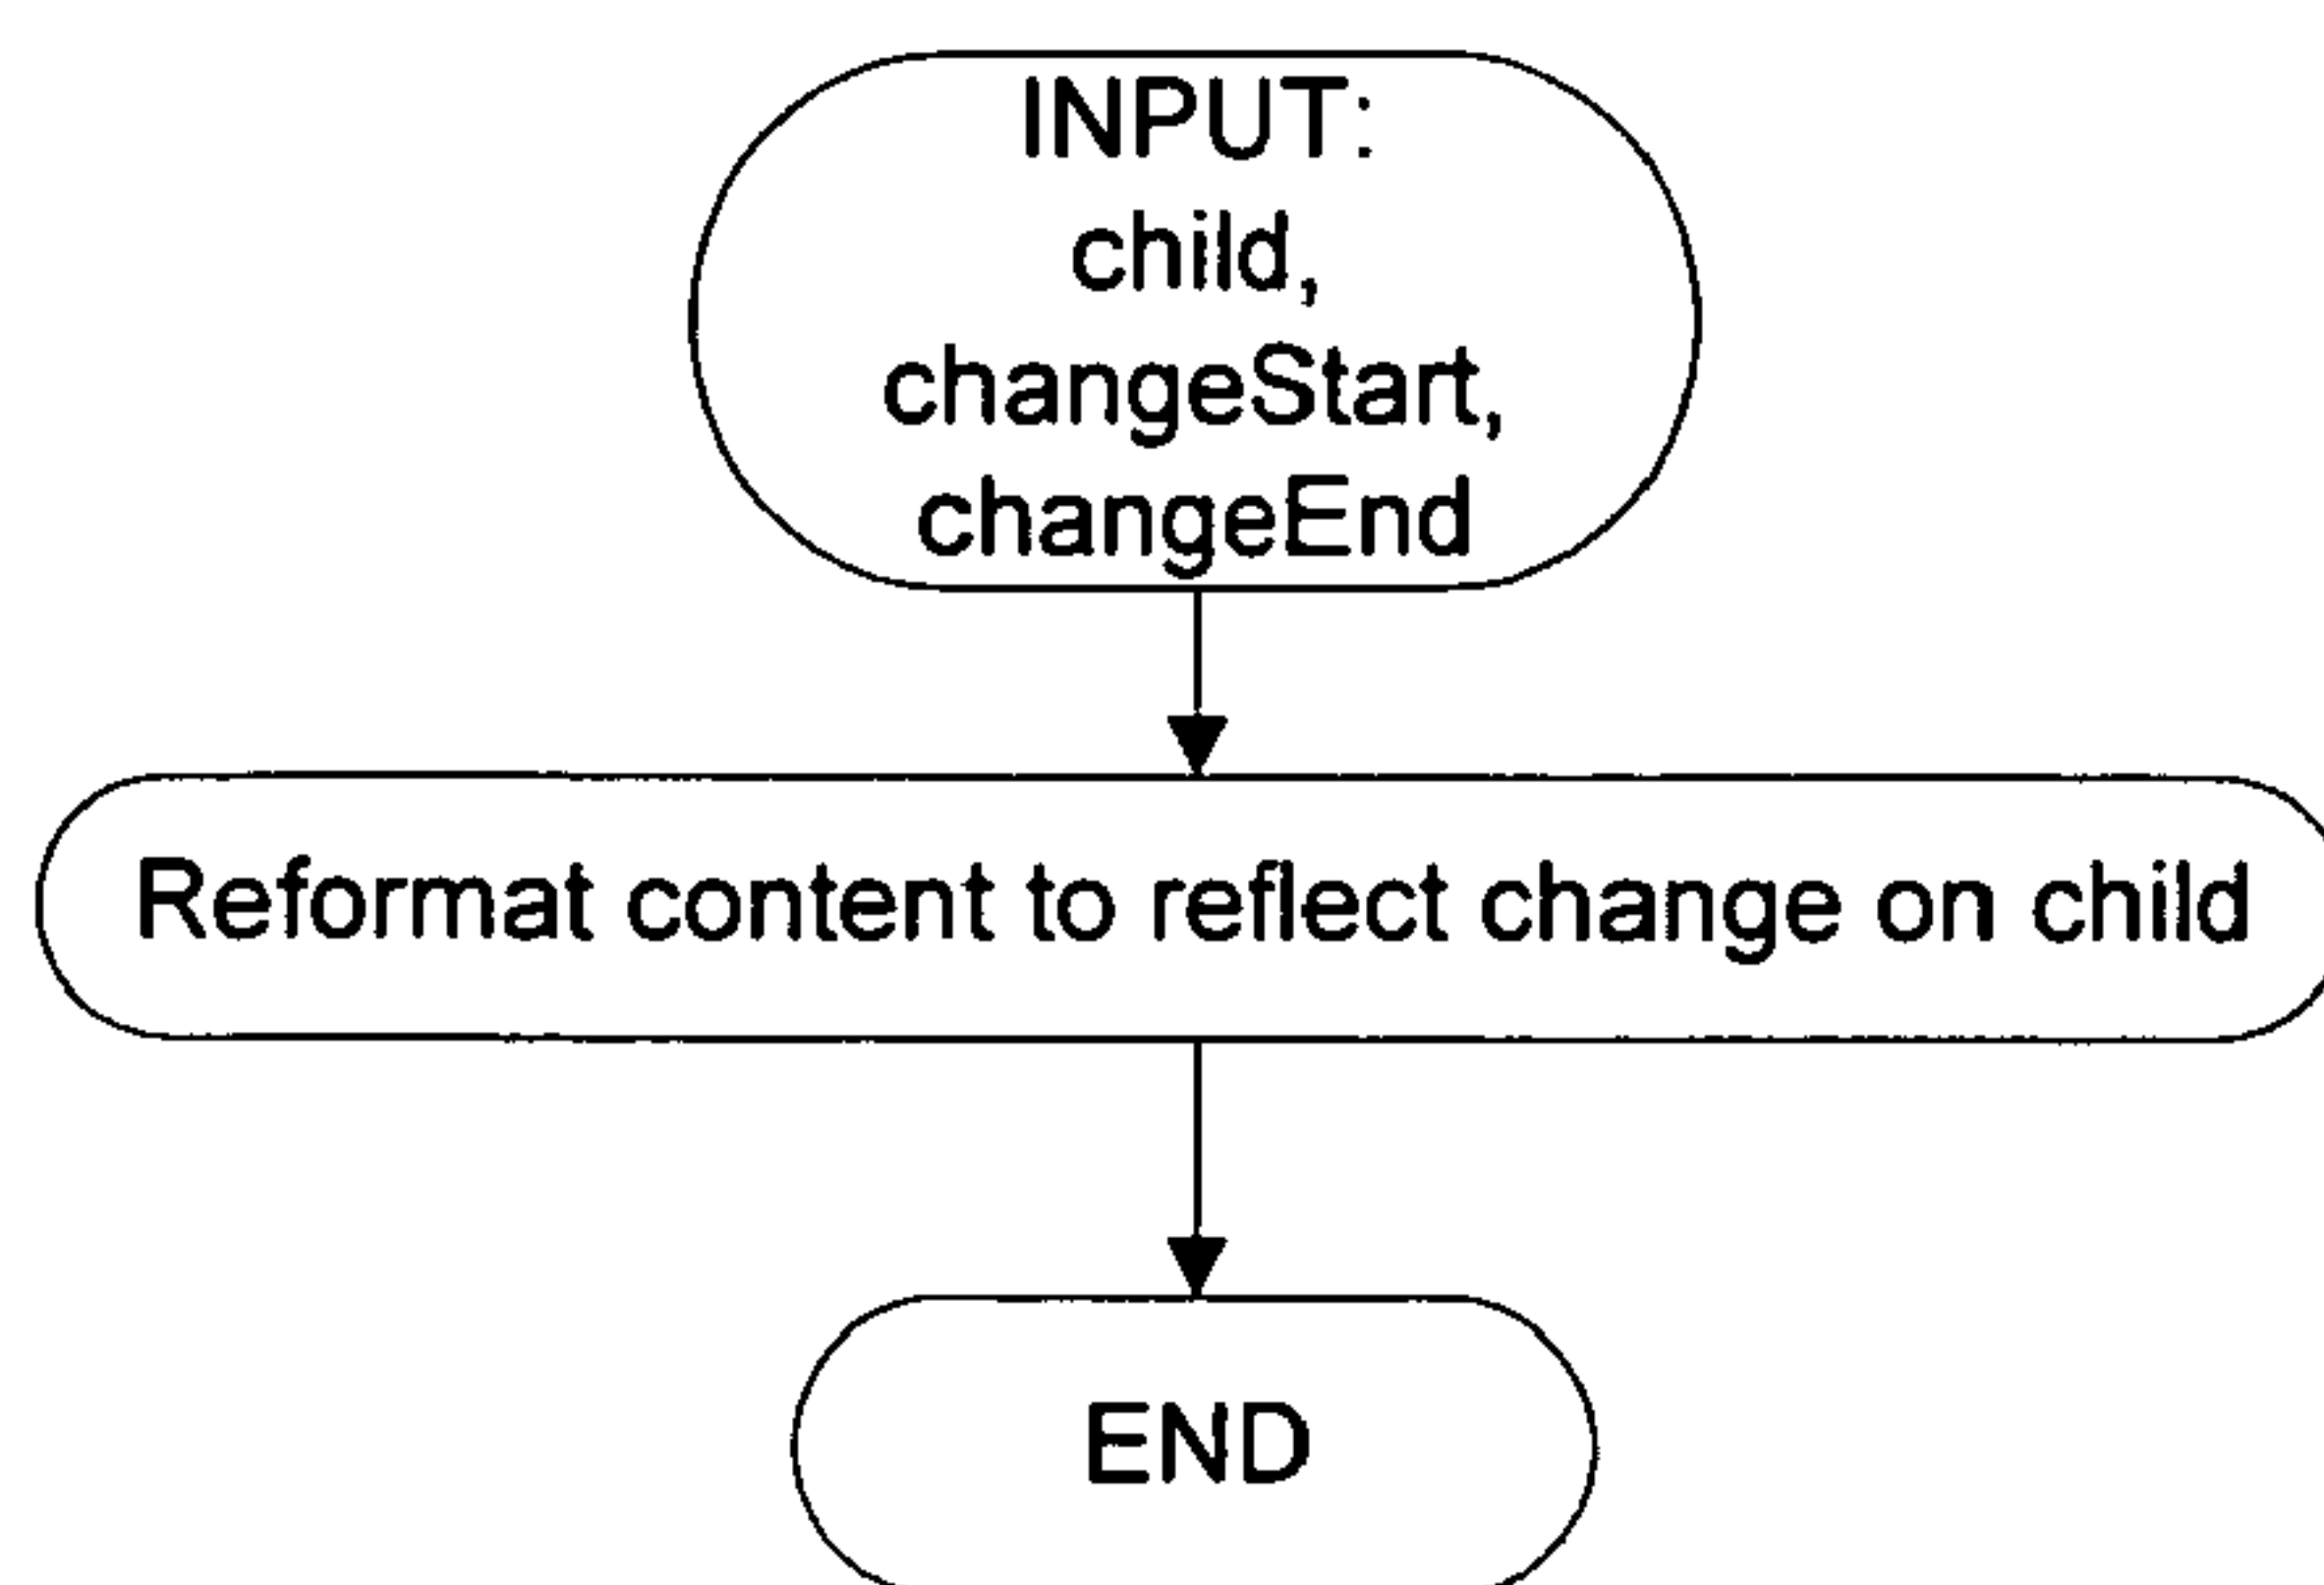 INPUT:
child,
changeStart,
changeEnd
Reformat content to reflect change on child
END